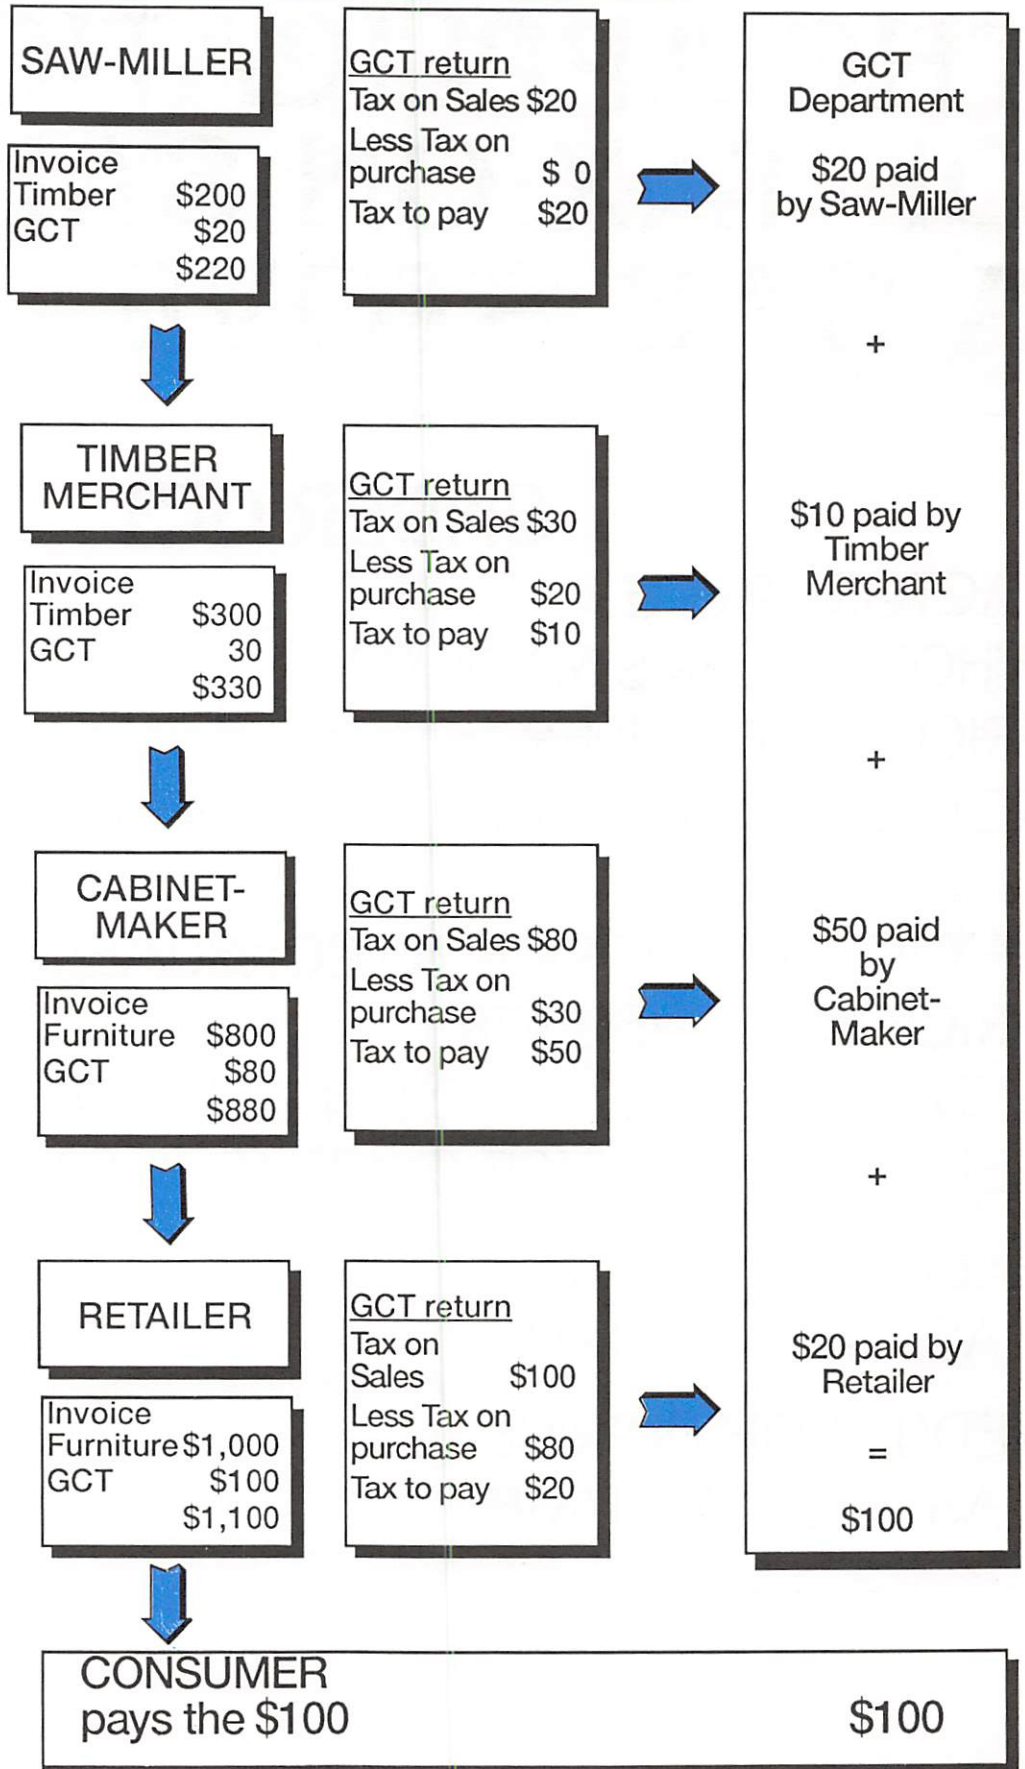 SAW-MILLER
Invoice
Timber $200
GCT $20
$220
GCT return
Tax on Sales $20
Less Tax on
purchase $ 0
Tax to pay $20
GCT
Department
$20 paid
by Saw-Miller
+
TIMBER
MERCHANT
Invoice
Timber $300
GCT 30
$330
GCT return
Tax on Sales $30
Less Tax on
purchase $20
Tax to pay $10
$10 paid by
Timber
Merchant
+
CABINET-
MAKER
Invoice
Furniture $800
GCT $80
$880
GCT return
Tax on Sales $80
Less Tax on
purchase $30
Tax to pay $50
$50 paid
by
Cabinet-
Maker
+
RETAILER
Invoice
Furniture $1,000
GCT $100
$1,100
GCT return
Tax on
Sales $100
Less Tax on
purchase $80
Tax to pay $20
$20 paid by
Retailer
=
$100
CONSUMER
pays the $100 $100